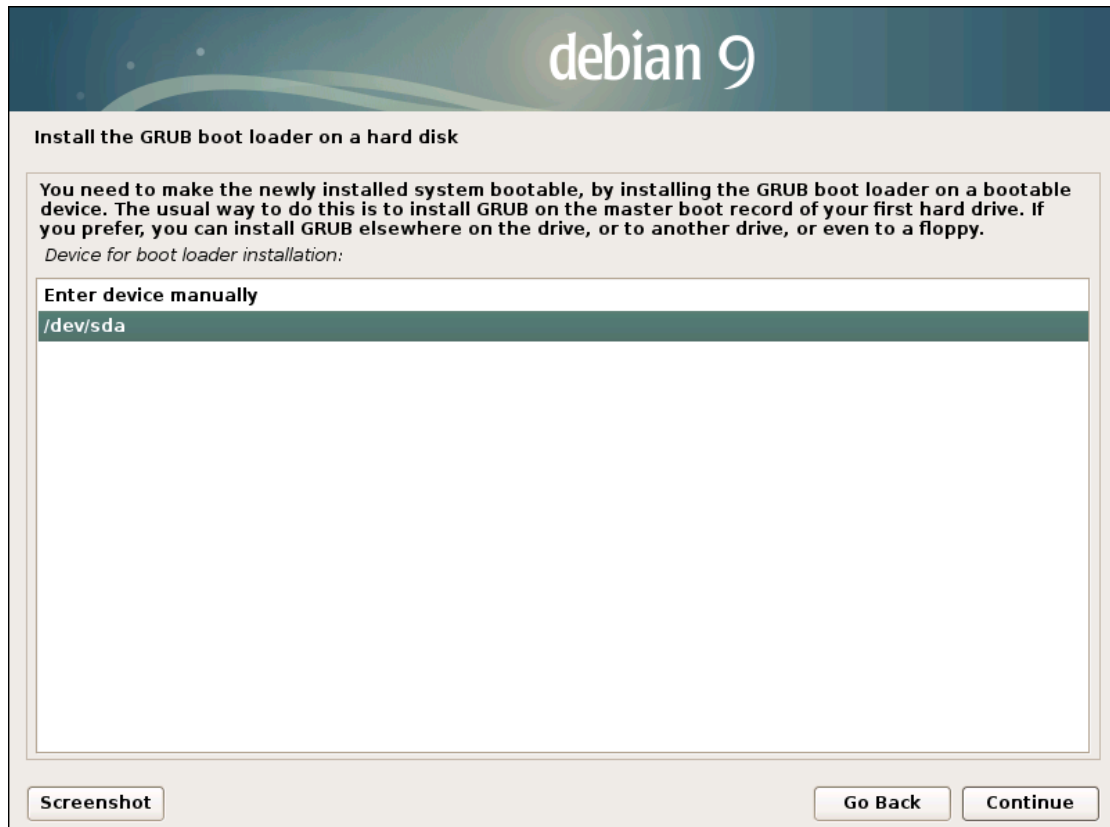 debian 9
Install the GRUB boot loader on a hard disk
You need to make the newly installed system bootable, by installing the GRUB boot loader on a bootable
device. The usual way to do this is to install GRUB on the master boot record of your first hard drive. If
you prefer, you can install GRUB elsewhere on the drive, or to another drive, or even to a floppy.
Device for boot loader installation:
Enter device manually
/dev/sda
Screenshot
Go Back
Continue